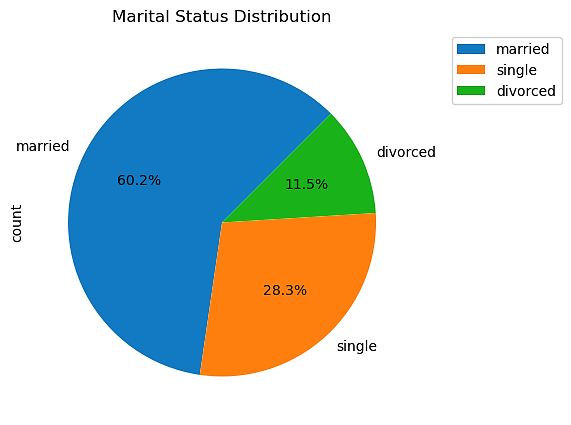 Marital Status Distribution
married
single
divorced
married
divorced
60.2%
11.5%
count
28.3%
single